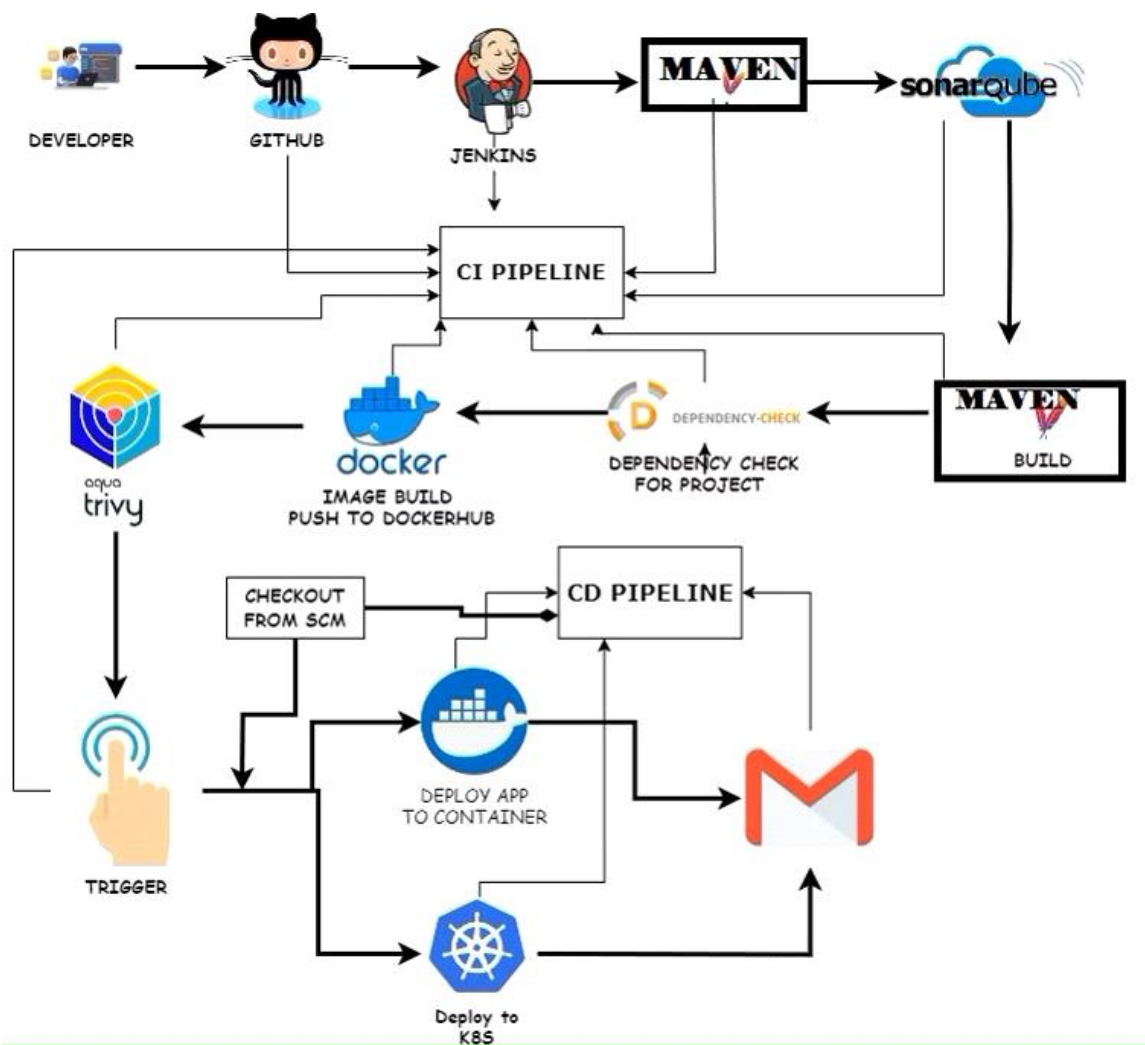 DEVELOPER
GITHUB
JENKINS
MAVEN
sonarqube
CI PIPELINE
aqua
trivy
docker
IMAGE BUILD
PUSH TO DOCKERHUB
D
DEPENDENCY-CHECK
DEPENDENCY CHECK
FOR PROJECT
MAVEN
BUILD
CHECKOUT
FROM SCM
CD PIPELINE
TRIGGER
DEPLOY APP
TO CONTAINER
Deploy to
K8S